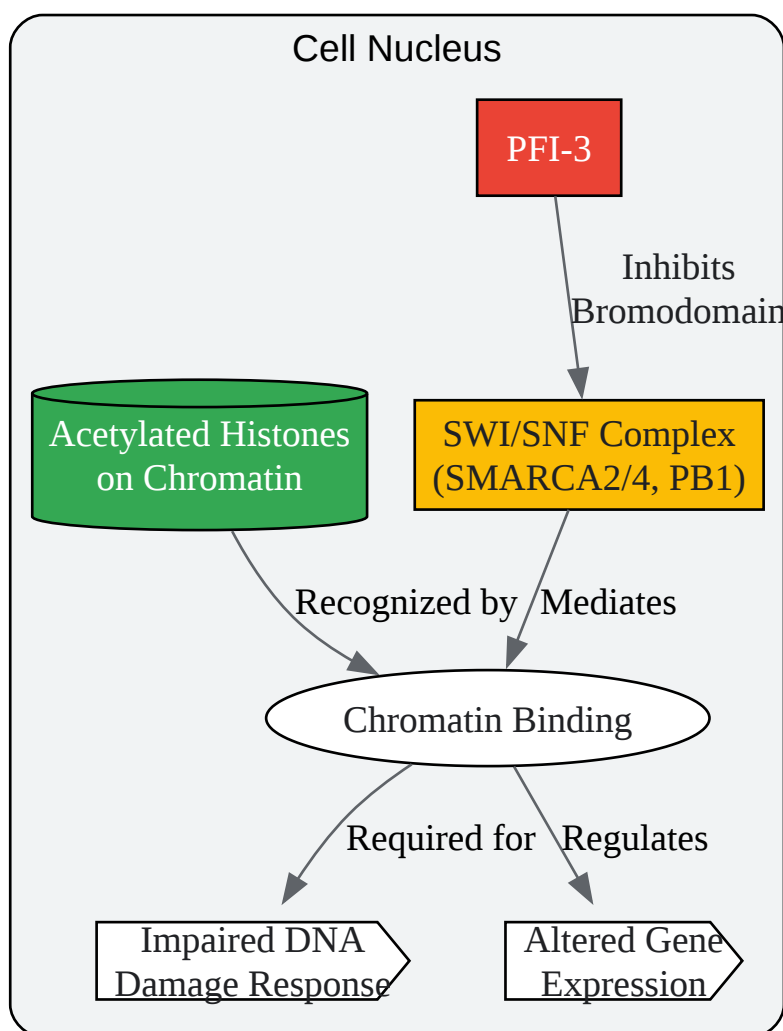 Cell Nucleus
PFI-3
Inhibits
Bromodomain
Acetylated Histones
on Chromatin
SWI/SNF Complex
(SMARCA2/4, PB1)
Recognized by
Mediates
Chromatin Binding
Required for
Regulates
Impaired DNA
Damage Response
Altered Gene
Expression